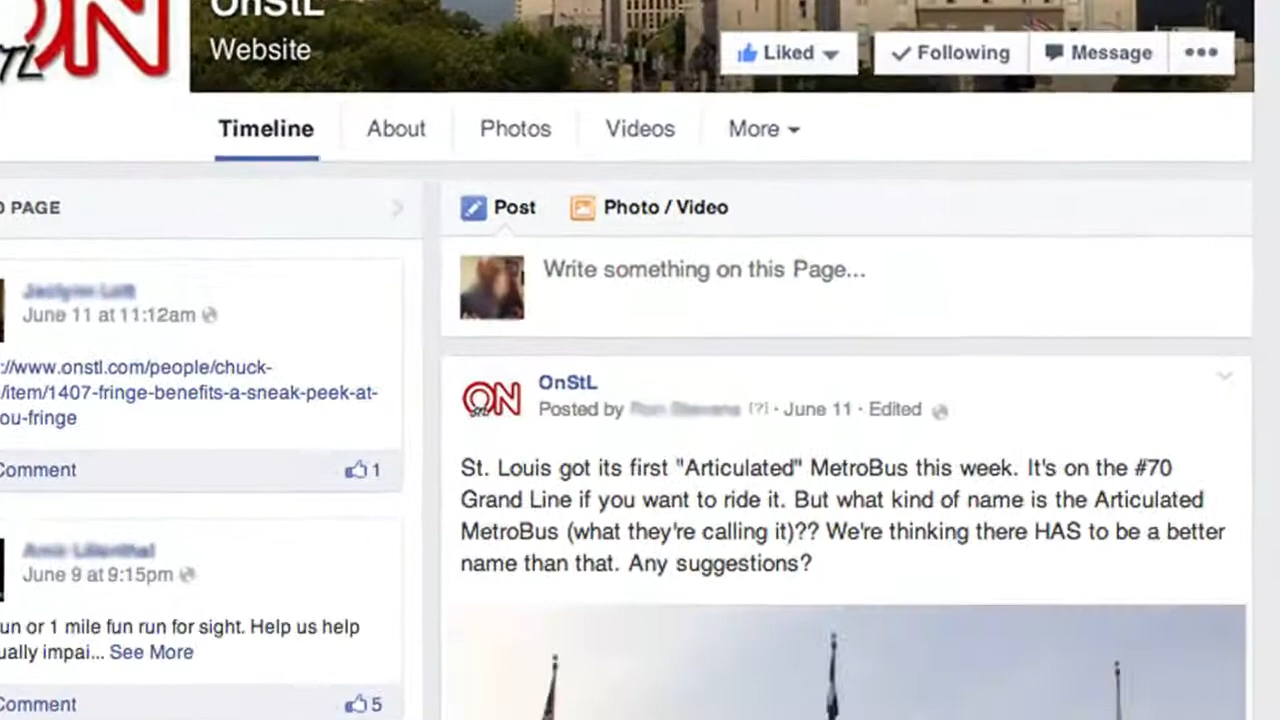 OnStL
Website
Liked
Following
Message
Timeline
About
Photos
Videos
More
PAGE
June 11 at 11:12am
://www.onstl.com/people/chuck-
/item/1407-fringe-benefits-a-sneak-peek-at-
ou-fringe
Comment
1
June 9 at 9:15pm
un or 1 mile fun run for sight. Help us help
ually impai... See More
Comment
5
Post
Photo / Video
Write something on this Page...
ON
STL
OnStL
Posted by [?] · June 11 · Edited
St. Louis got its first "Articulated" MetroBus this week. It's on the #70
Grand Line if you want to ride it. But what kind of name is the Articulated
MetroBus (what they're calling it)?? We're thinking there HAS to be a better
name than that. Any suggestions?